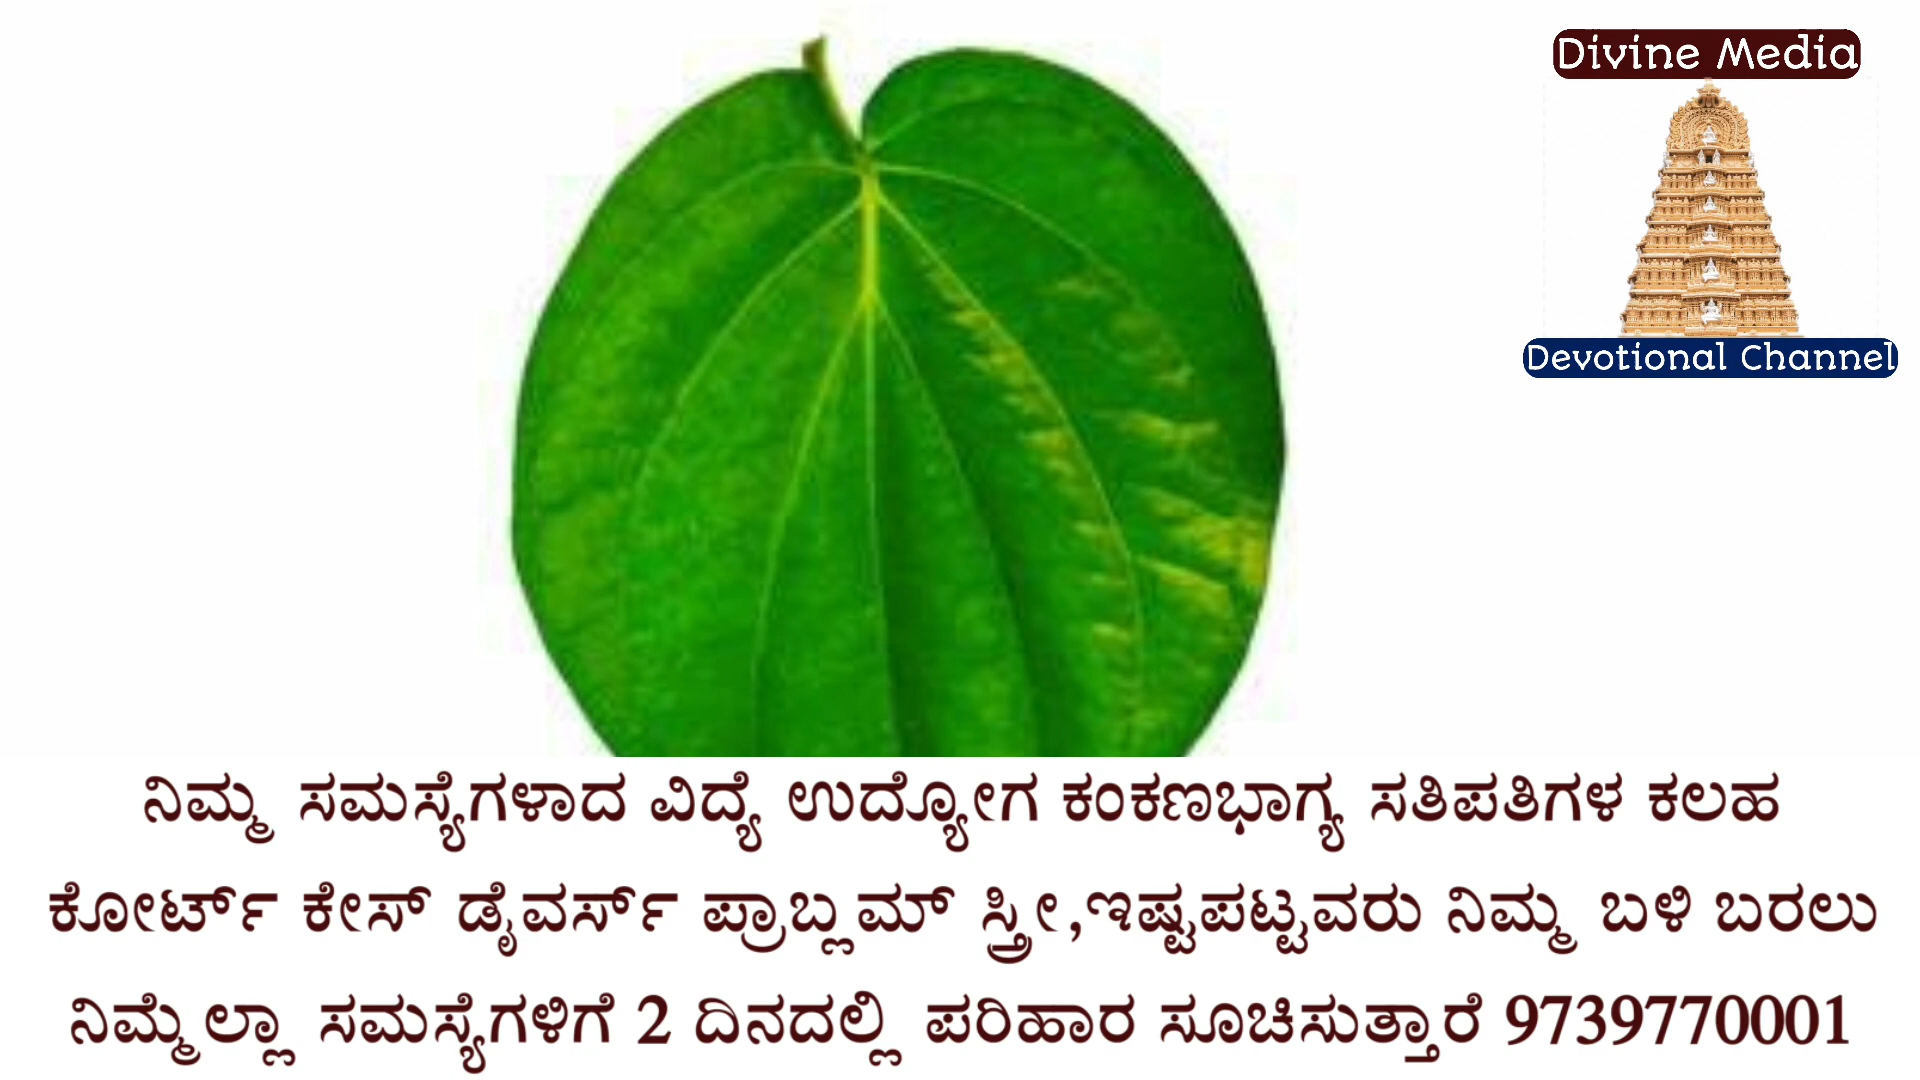 Divine Media
Devotional Channel
ನಿಮ್ಮ ಸಮಸ್ಯೆಗಳಾದ ವಿದ್ಯೆ ಉದ್ಯೋಗ ಕಂಕಣಭಾಗ್ಯ ಸತಿಪತಿಗಳ ಕಲಹ
ಕೋರ್ಟ್ ಕೇಸ್ ಡೈವರ್ಸ್ ಪ್ರಾಬ್ಲಮ್ ಸ್ತ್ರೀ,ಇಷ್ಟಪಟ್ಟವರು ನಿಮ್ಮ ಬಳಿ ಬರಲು
ನಿಮ್ಮೆಲ್ಲಾ ಸಮಸ್ಯೆಗಳಿಗೆ 2 ದಿನದಲ್ಲಿ ಪರಿಹಾರ ಸೂಚಿಸುತ್ತಾರೆ 9739770001